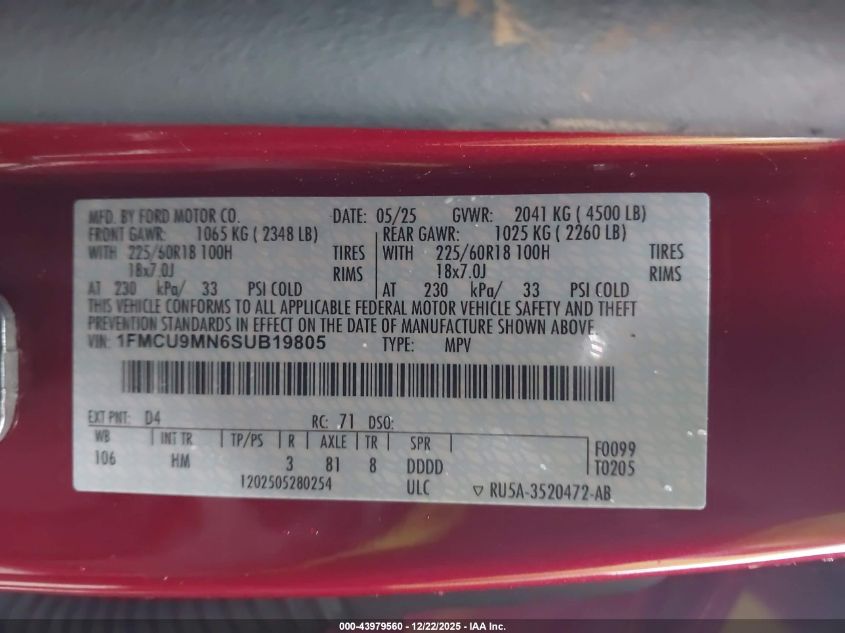 MFD. BY FORD MOTOR CO. DATE: 05/25 GVWR: 2041 KG ( 4500 LB)
FRONT GAWR: 1065 KG ( 2348 LB) REAR GAWR: 1025 KG ( 2260 LB)
WITH 225/60R18 100H TIRES WITH 225/60R18 100H TIRES
18x7.0J RIMS 18x7.0J RIMS
AT 230 kPa/ 33 PSI COLD AT 230 kPa/ 33 PSI COLD
THIS VEHICLE CONFORMS TO ALL APPLICABLE FEDERAL MOTOR VEHICLE SAFETY AND THEFT
PREVENTION STANDARDS IN EFFECT ON THE DATE OF MANUFACTURE SHOWN ABOVE.
VIN: 1FMCU9MN6SUB19805 TYPE: MPV
EXT PNT: D4 RC: 71 DSO:
WB INT TR TP/PS R AXLE TR SPR F0099
106 HM 3 81 8 DDDD T0205
1202505280254 ULC ▽ RU5A-3520472-AB
000-43979560 - 12/22/2025 - IAA Inc.